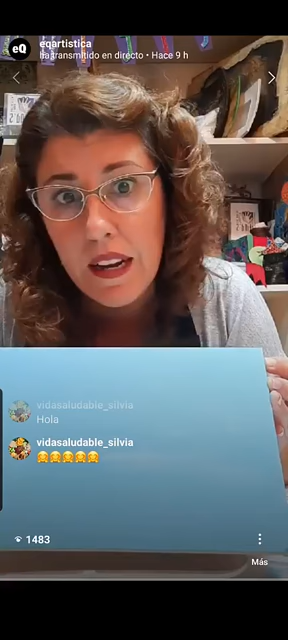 eQ
eqartistica
ha transmitido en directo • Hace 9 h
vidasaludable_silvia
Hola
vidasaludable_silvia
🤗🤗🤗🤗🤗
1483
Más